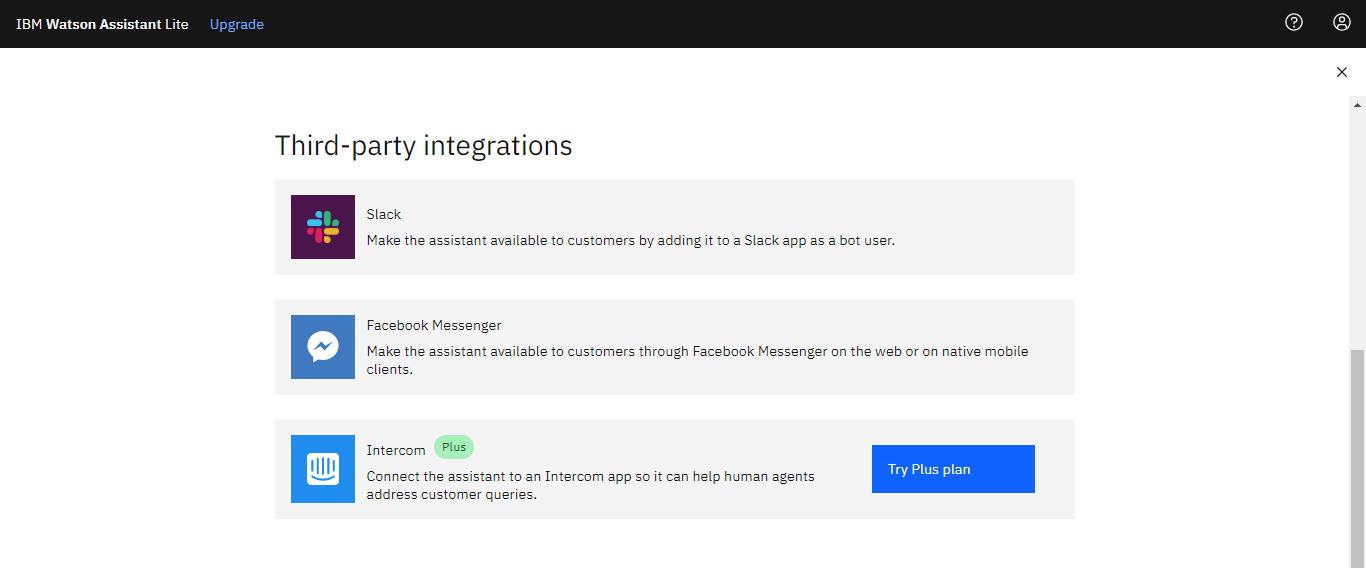 IBM Watson Assistant Lite Upgrade
Third-party integrations
Slack
Make the assistant available to customers by adding it to a Slack app as a bot user.
Facebook Messenger
Make the assistant available to customers through Facebook Messenger on the web or on native mobile
clients.
Intercom Plus
Connect the assistant to an Intercom app so it can help human agents
address customer queries.
Try Plus plan